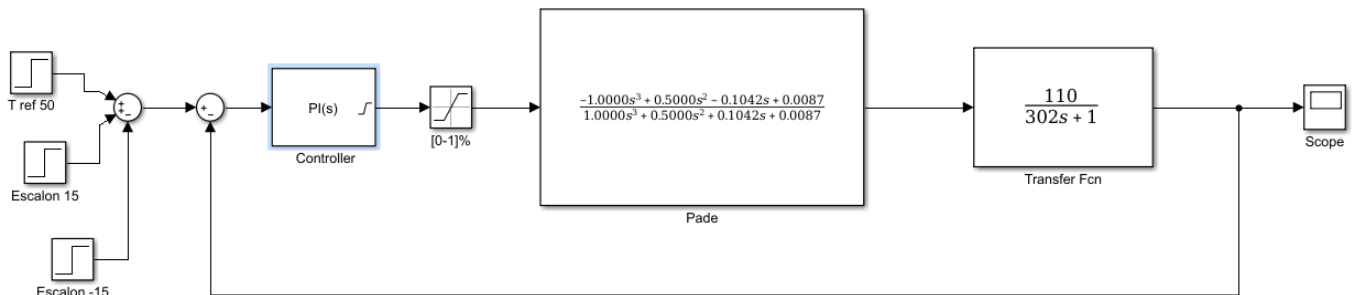 T ref 50
Escalon 15
Escalon -15
+
+
−
+
−
PI(s)
Controller
[0-1]%
−1.0000s³ + 0.5000s² − 0.1042s + 0.0087
1.0000s³ + 0.5000s² + 0.1042s + 0.0087
Pade
110
302s + 1
Transfer Fcn
Scope